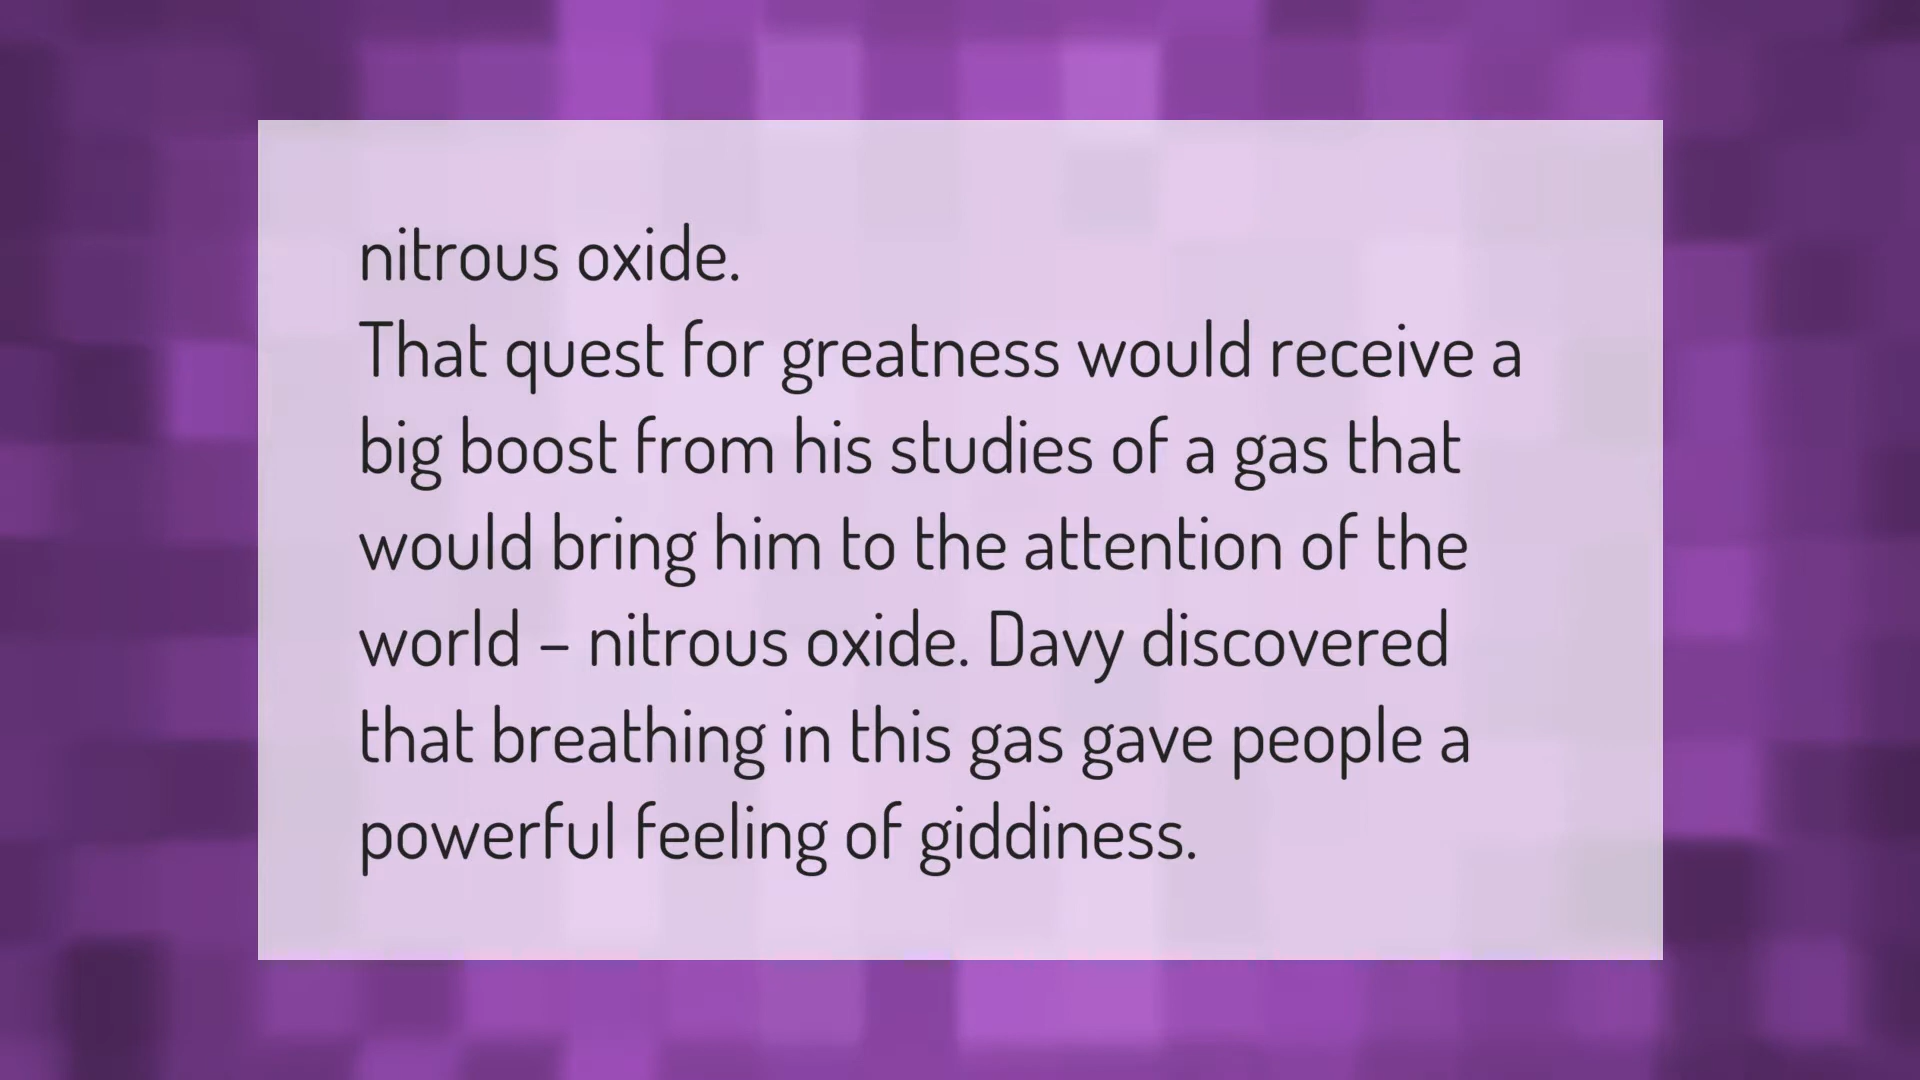 nitrous oxide.
That quest for greatness would receive a
big boost from his studies of a gas that
would bring him to the attention of the
world – nitrous oxide. Davy discovered
that breathing in this gas gave people a
powerful feeling of giddiness.